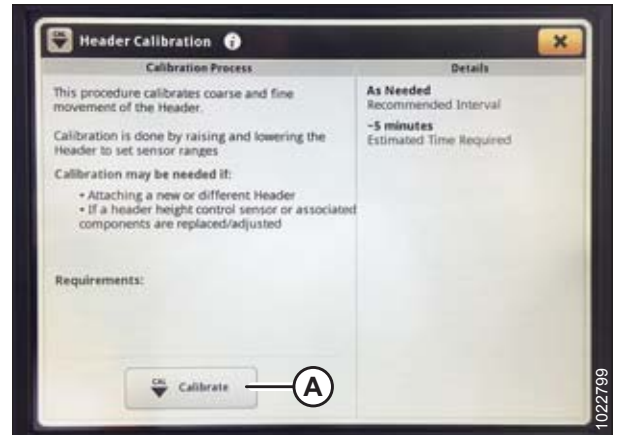 CAL
Header Calibration i
×
Calibration Process
Details
This procedure calibrates coarse and fine
movement of the Header.
Calibration is done by raising and lowering the
Header to set sensor ranges
Calibration may be needed if:
• Attaching a new or different Header
• If a header height control sensor or associated
components are replaced/adjusted
Requirements:
As Needed
Recommended Interval
~5 minutes
Estimated Time Required
CAL
Calibrate
A
1022799